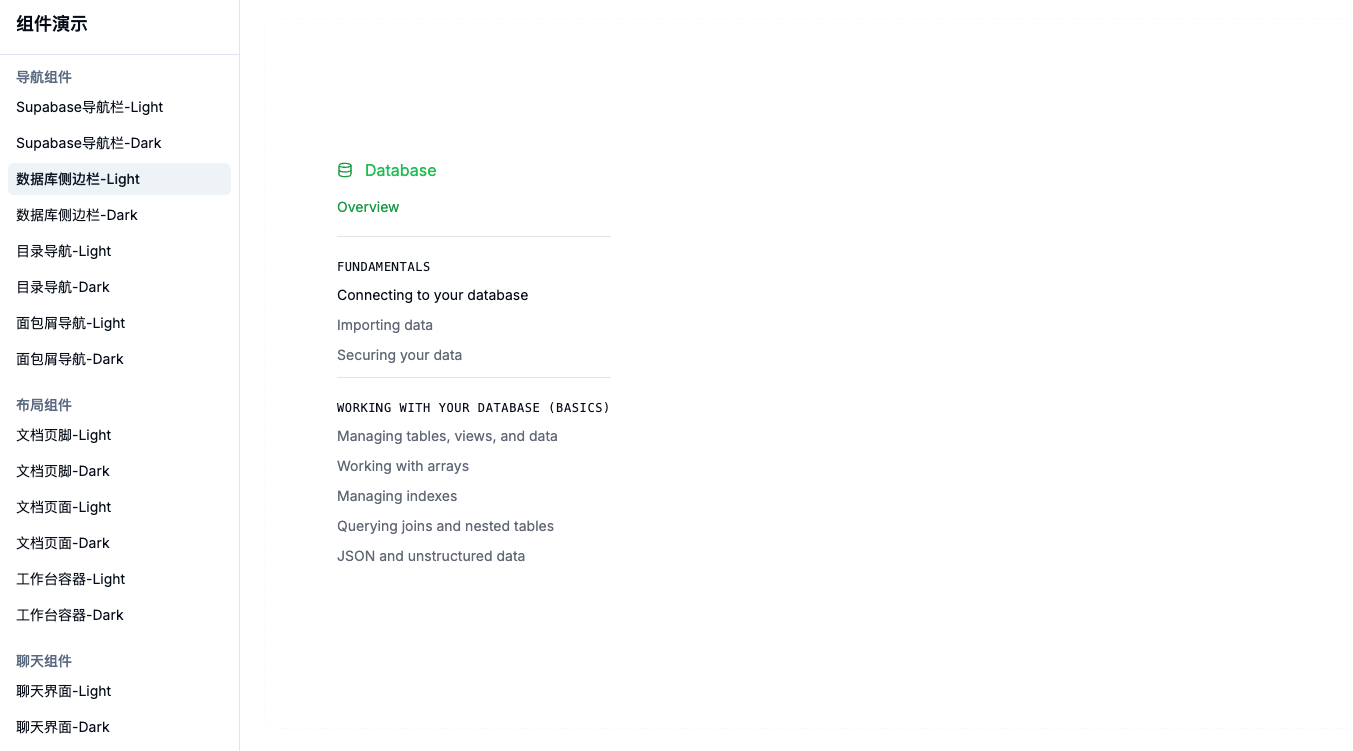 组件演示
导航组件
Supabase导航栏-Light
Supabase导航栏-Dark
数据库侧边栏-Light
数据库侧边栏-Dark
目录导航-Light
目录导航-Dark
面包屑导航-Light
面包屑导航-Dark
布局组件
文档页脚-Light
文档页脚-Dark
文档页面-Light
文档页面-Dark
工作台容器-Light
工作台容器-Dark
聊天组件
聊天界面-Light
聊天界面-Dark
Database
Overview
FUNDAMENTALS
Connecting to your database
Importing data
Securing your data
WORKING WITH YOUR DATABASE (BASICS)
Managing tables, views, and data
Working with arrays
Managing indexes
Querying joins and nested tables
JSON and unstructured data